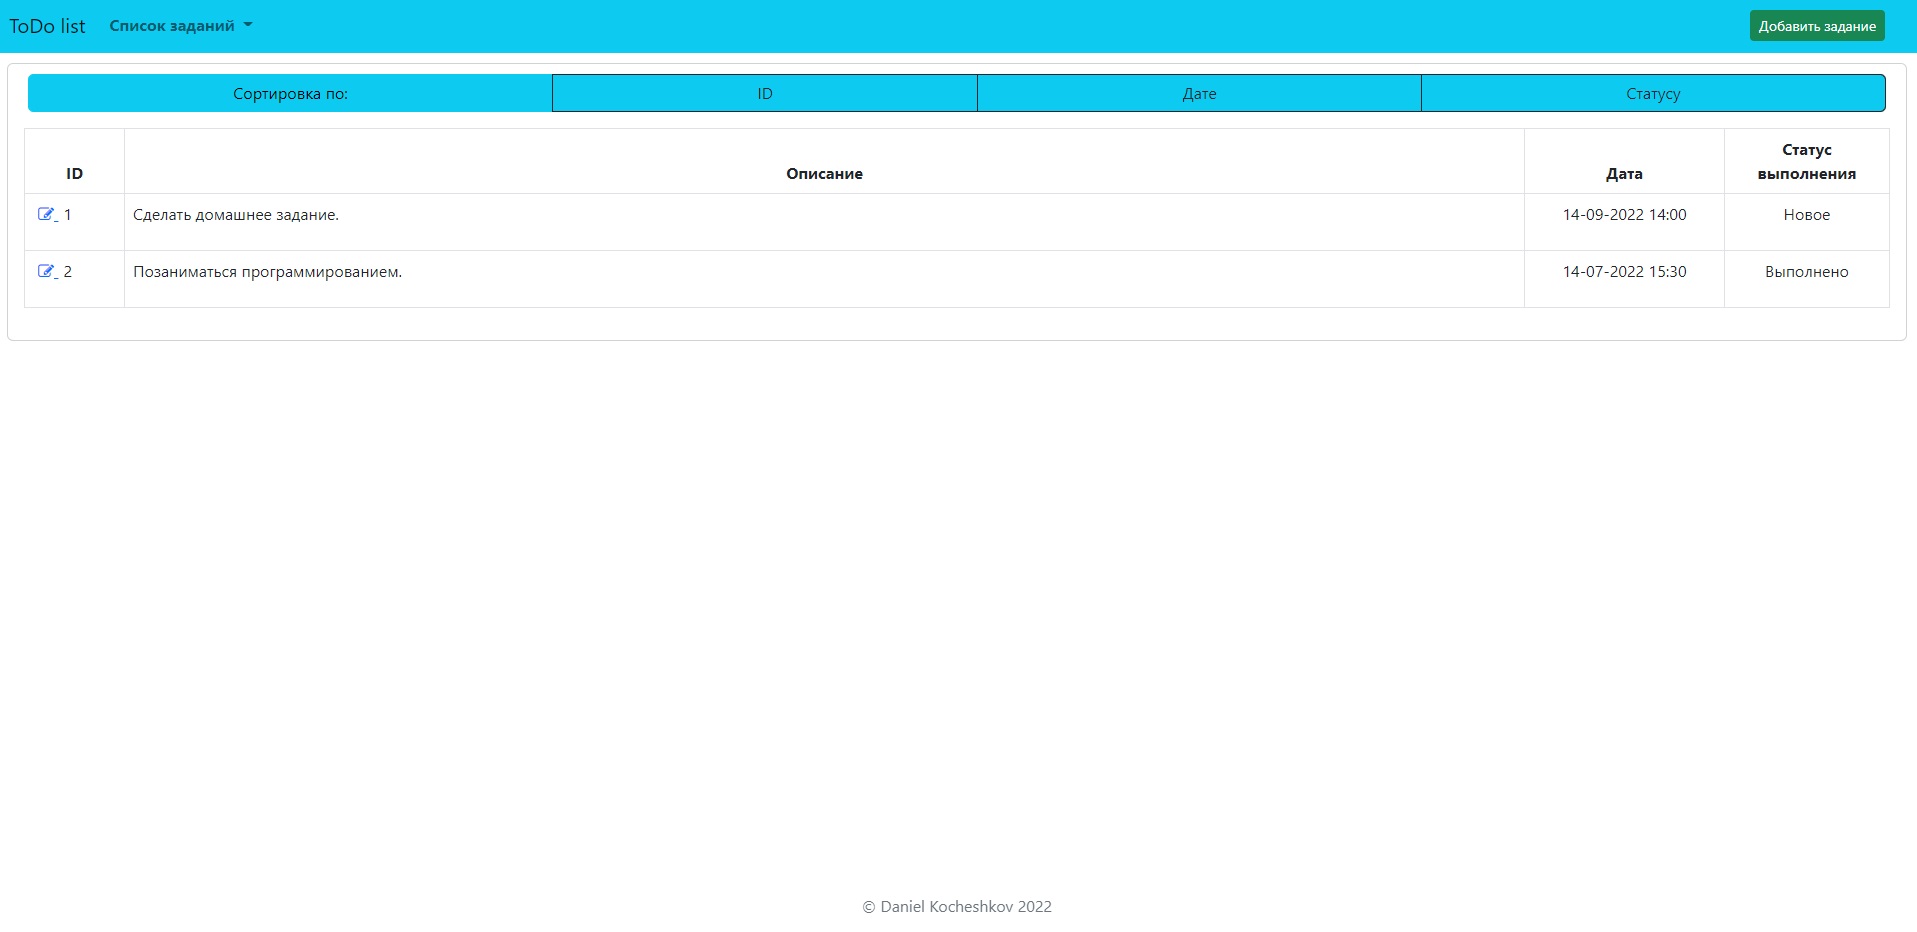 ToDo list Список заданий Добавить задание
Сортировка по: ID Дате Статусу
ID Описание Дата Статус выполнения
1 Сделать домашнее задание. 14-09-2022 14:00 Новое
2 Позаниматься программированием. 14-07-2022 15:30 Выполнено
© Daniel Kocheshkov 2022